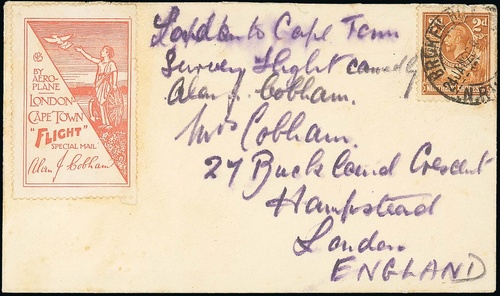 BY
AERO-
PLANE
LONDON-
CAPE TOWN
"FLIGHT"
SPECIAL MAIL
Alan J Cobham
London to Cape Town
Survey flight carried by
Alan J. Cobham.
Mrs Cobham.
27 Buckland Crescent
Hampstead
London
ENGLAND
2d